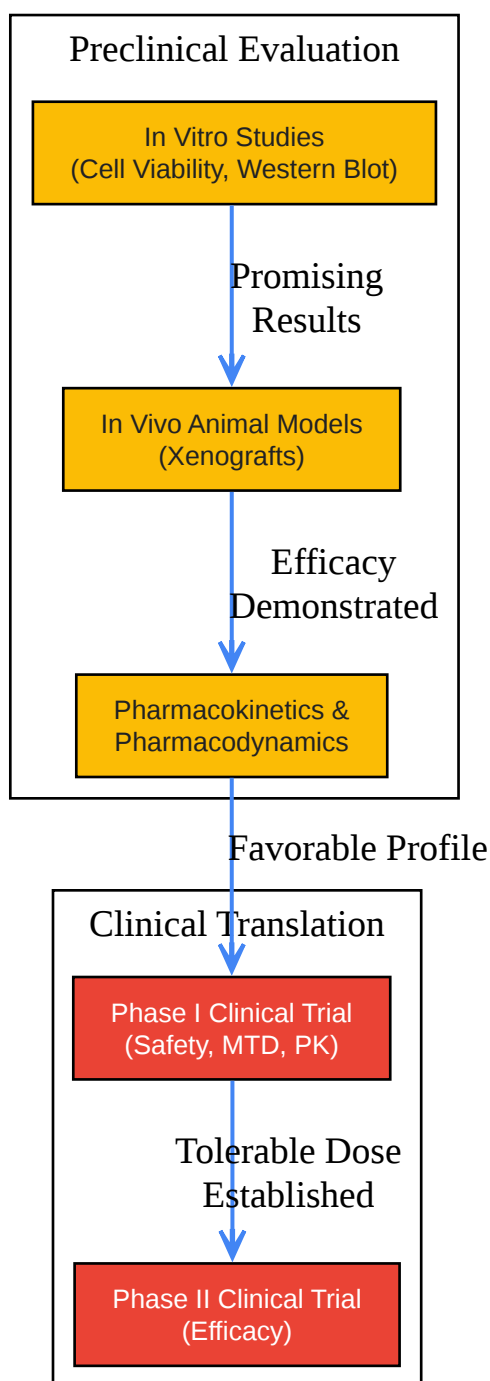 Preclinical Evaluation
In Vitro Studies
(Cell Viability, Western Blot)
Promising
Results
In Vivo Animal Models
(Xenografts)
Efficacy
Demonstrated
Pharmacokinetics &
Pharmacodynamics
Favorable Profile
Clinical Translation
Phase I Clinical Trial
(Safety, MTD, PK)
Tolerable Dose
Established
Phase II Clinical Trial
(Efficacy)